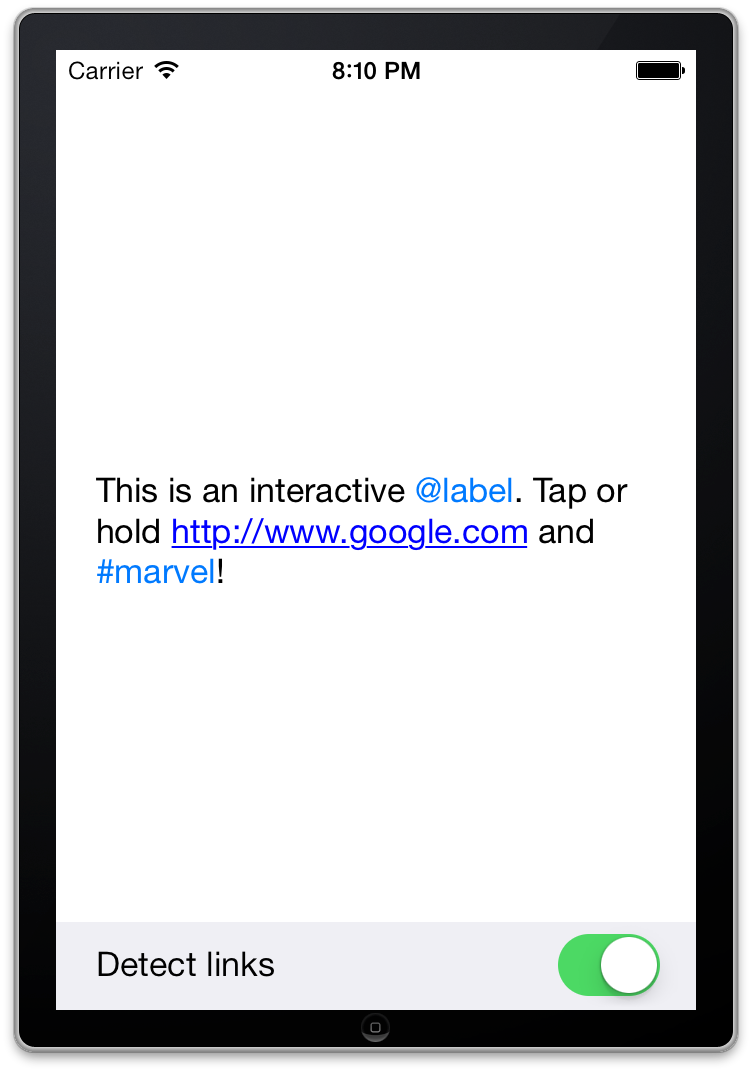 Carrier 8:10 PM
This is an interactive @label. Tap or
hold http://www.google.com and
#marvel!
Detect links